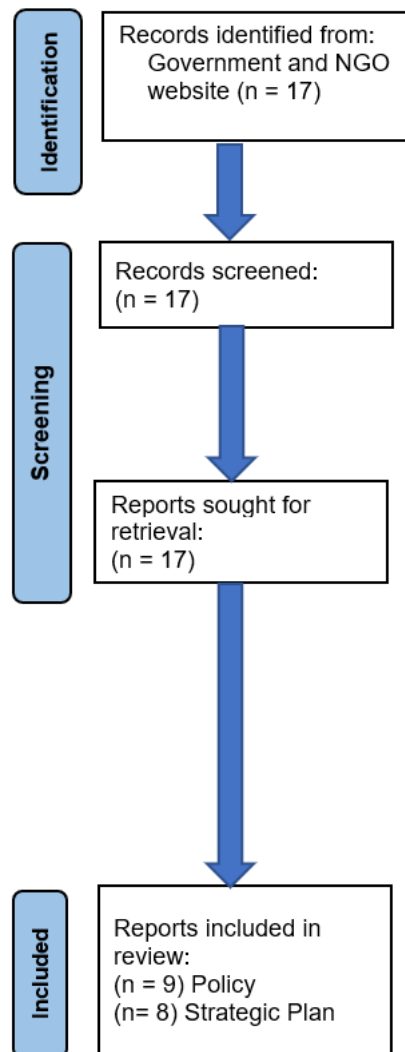 Identification
Records identified from:
Government and NGO
website (n = 17)
Screening
Records screened:
(n = 17)
Reports sought for
retrieval:
(n = 17)
Included
Reports included in
review:
(n = 9) Policy
(n= 8) Strategic Plan